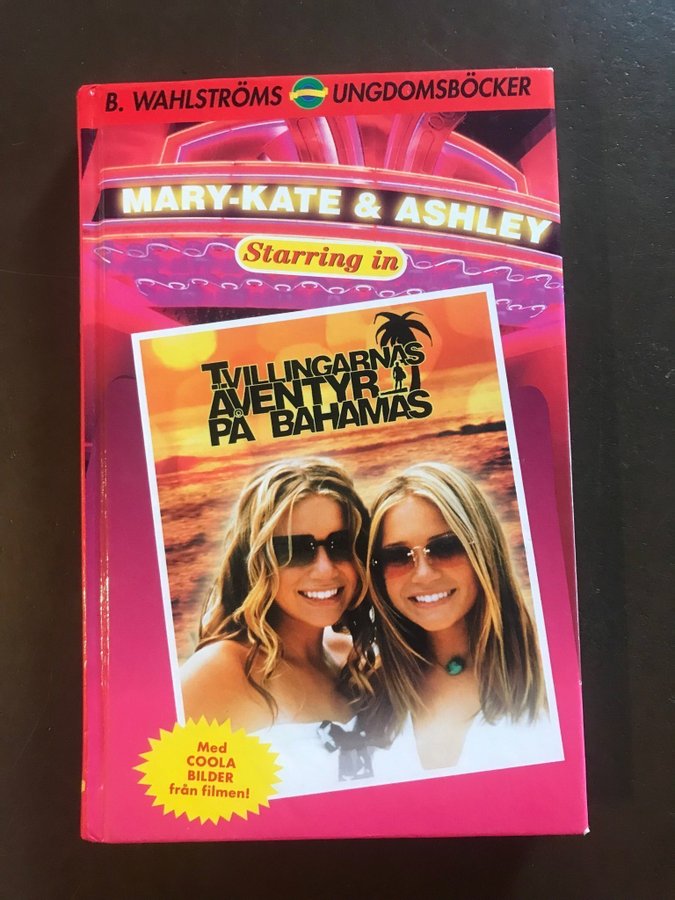 B. WAHLSTRÖMS UNGDOMSBÖCKER
MARY-KATE & ASHLEY
Starring in
TVILLINGARNAS
ÄVENTYR
PÅ BAHAMAS
Med
COOLA
BILDER
från filmen!